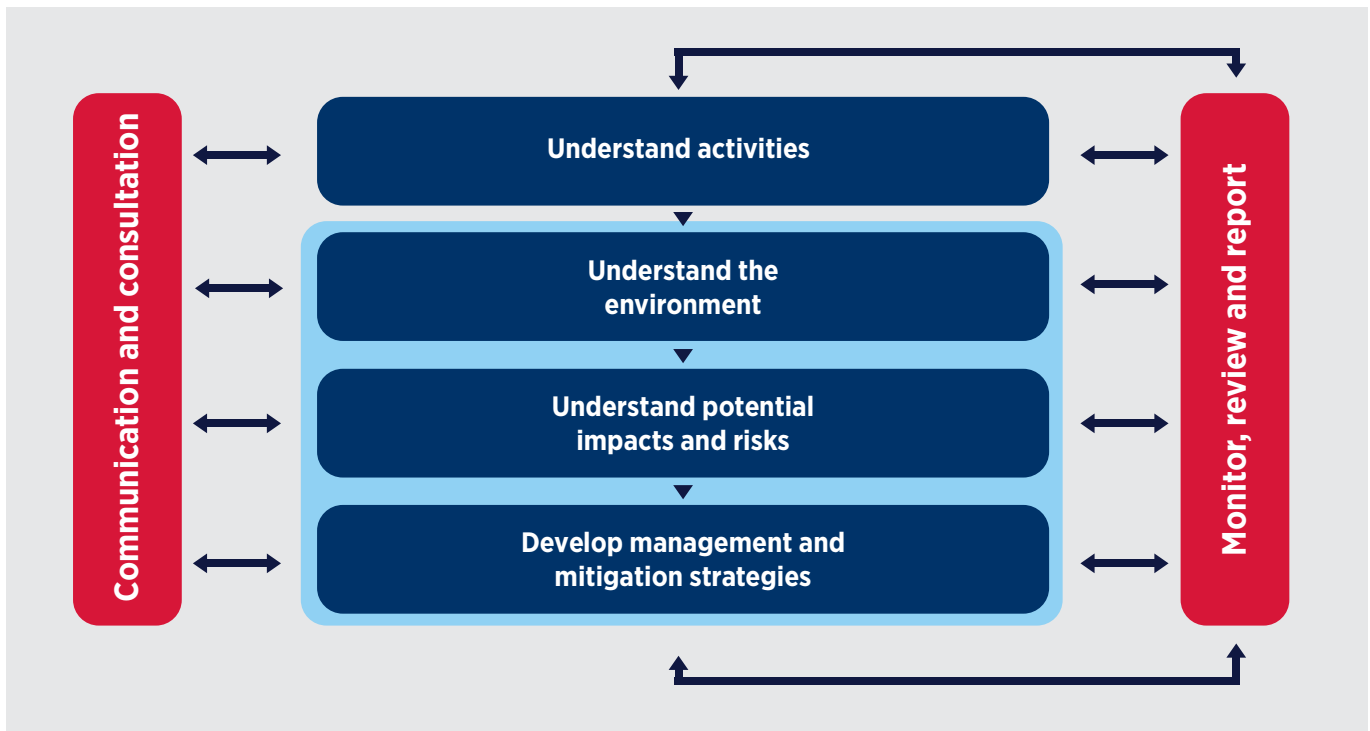 Communication and consultation
Understand activities
Understand the
environment
Understand potential
impacts and risks
Develop management and
mitigation strategies
Monitor, review and report